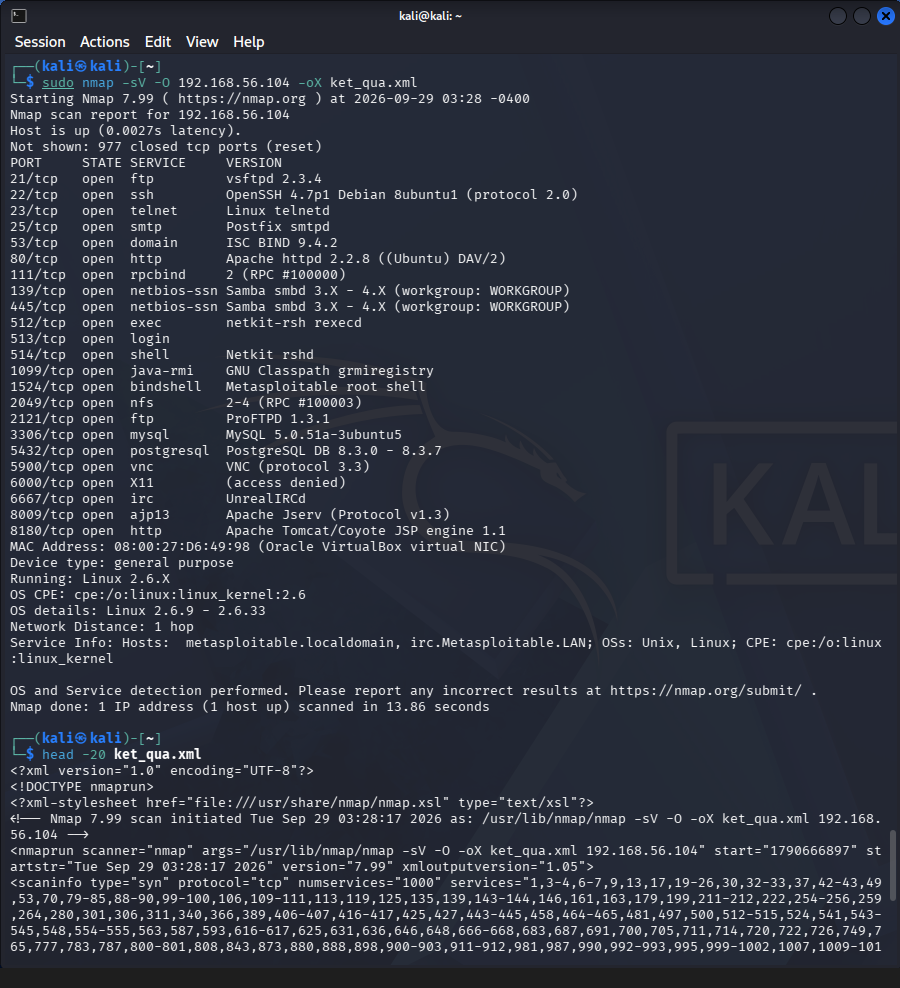 kali@kali: ~
Session Actions Edit View Help
┌──(kali㉿kali)-[~]
└─$ sudo nmap -sV -O 192.168.56.104 -oX ket_qua.xml
Starting Nmap 7.99 ( https://nmap.org ) at 2026-09-29 03:28 -0400
Nmap scan report for 192.168.56.104
Host is up (0.0027s latency).
Not shown: 977 closed tcp ports (reset)
PORT     STATE SERVICE     VERSION
21/tcp   open  ftp         vsftpd 2.3.4
22/tcp   open  ssh         OpenSSH 4.7p1 Debian 8ubuntu1 (protocol 2.0)
23/tcp   open  telnet      Linux telnetd
25/tcp   open  smtp        Postfix smtpd
53/tcp   open  domain      ISC BIND 9.4.2
80/tcp   open  http        Apache httpd 2.2.8 ((Ubuntu) DAV/2)
111/tcp  open  rpcbind     2 (RPC #100000)
139/tcp  open  netbios-ssn Samba smbd 3.X - 4.X (workgroup: WORKGROUP)
445/tcp  open  netbios-ssn Samba smbd 3.X - 4.X (workgroup: WORKGROUP)
512/tcp  open  exec        netkit-rsh rexecd
513/tcp  open  login
514/tcp  open  shell       Netkit rshd
1099/tcp open  java-rmi    GNU Classpath grmiregistry
1524/tcp open  bindshell   Metasploitable root shell
2049/tcp open  nfs         2-4 (RPC #100003)
2121/tcp open  ftp         ProFTPD 1.3.1
3306/tcp open  mysql       MySQL 5.0.51a-3ubuntu5
5432/tcp open  postgresql  PostgreSQL DB 8.3.0 - 8.3.7
5900/tcp open  vnc         VNC (protocol 3.3)
6000/tcp open  X11         (access denied)
6667/tcp open  irc         UnrealIRCd
8009/tcp open  ajp13       Apache Jserv (Protocol v1.3)
8180/tcp open  http        Apache Tomcat/Coyote JSP engine 1.1
MAC Address: 08:00:27:D6:49:98 (Oracle VirtualBox virtual NIC)
Device type: general purpose
Running: Linux 2.6.X
OS CPE: cpe:/o:linux:linux_kernel:2.6
OS details: Linux 2.6.9 - 2.6.33
Network Distance: 1 hop
Service Info: Hosts:  metasploitable.localdomain, irc.Metasploitable.LAN; OSs: Unix, Linux; CPE: cpe:/o:linux
:linux_kernel
OS and Service detection performed. Please report any incorrect results at https://nmap.org/submit/ .
Nmap done: 1 IP address (1 host up) scanned in 13.86 seconds
┌──(kali㉿kali)-[~]
└─$ head -20 ket_qua.xml
<?xml version="1.0" encoding="UTF-8"?>
<!DOCTYPE nmaprun>
<?xml-stylesheet href="file:///usr/share/nmap/nmap.xsl" type="text/xsl"?>
<!-- Nmap 7.99 scan initiated Tue Sep 29 03:28:17 2026 as: /usr/lib/nmap/nmap -sV -O -oX ket_qua.xml 192.168.
56.104 -->
<nmaprun scanner="nmap" args="/usr/lib/nmap/nmap -sV -O -oX ket_qua.xml 192.168.56.104" start="1790666897" st
artstr="Tue Sep 29 03:28:17 2026" version="7.99" xmloutputversion="1.05">
<scaninfo type="syn" protocol="tcp" numservices="1000" services="1,3-4,6-7,9,13,17,19-26,30,32-33,37,42-43,49
,53,70,79-85,88-90,99-100,106,109-111,113,119,125,135,139,143-144,146,161,163,179,199,211-212,222,254-256,259
,264,280,301,306,311,340,366,389,406-407,416-417,425,427,443-445,458,464-465,481,497,500,512-515,524,541,543-
545,548,554-555,563,587,593,616-617,625,631,636,646,648,666-668,683,687,691,700,705,711,714,720,722,726,749,7
65,777,783,787,800-801,808,843,873,880,888,898,900-903,911-912,981,987,990,992-993,995,999-1002,1007,1009-101
KAL